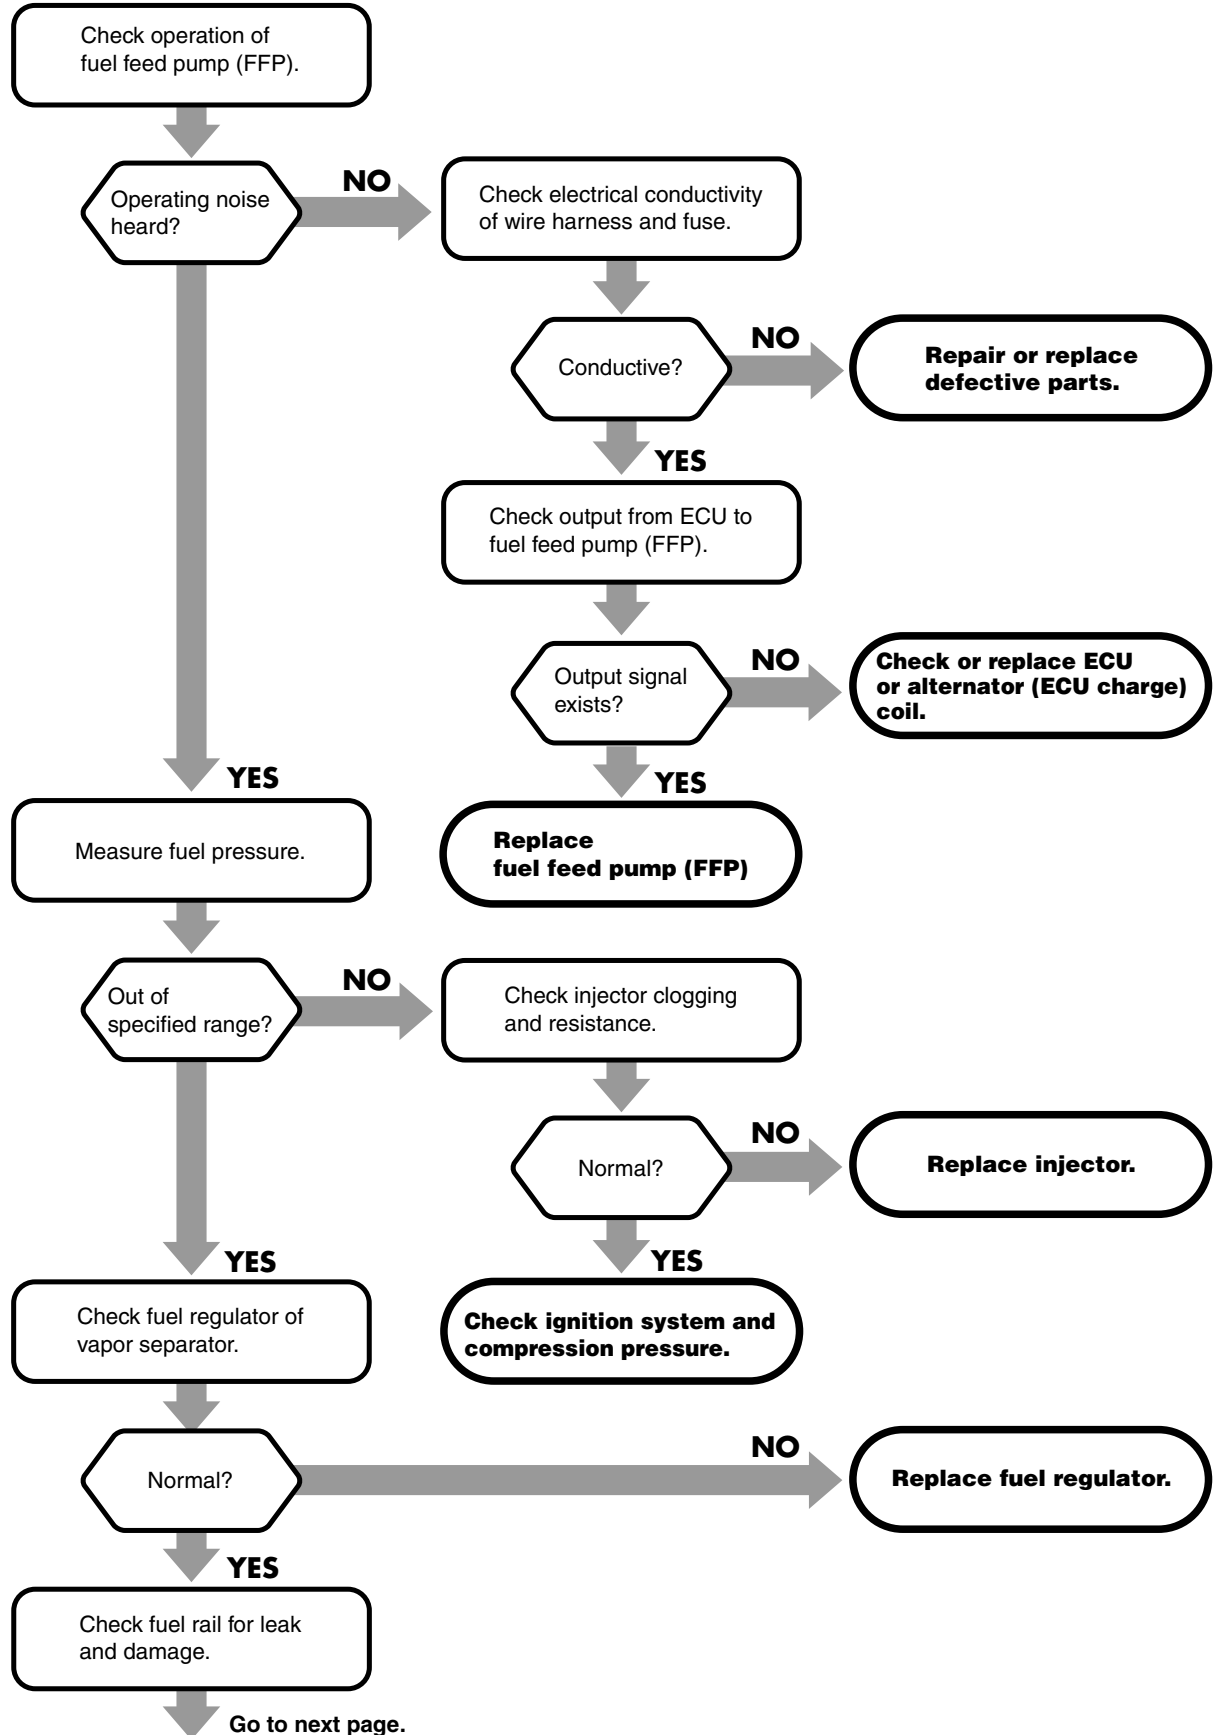 Check operation of
fuel feed pump (FFP).
Operating noise
heard?
NO
Check electrical conductivity
of wire harness and fuse.
Conductive?
NO
Repair or replace
defective parts.
YES
Check output from ECU to
fuel feed pump (FFP).
Output signal
exists?
NO
Check or replace ECU
or alternator (ECU charge)
coil.
YES
Replace
fuel feed pump (FFP)
YES
Measure fuel pressure.
Out of
specified range?
NO
Check injector clogging
and resistance.
Normal?
NO
Replace injector.
YES
Check ignition system and
compression pressure.
YES
Check fuel regulator of
vapor separator.
Normal?
NO
Replace fuel regulator.
YES
Check fuel rail for leak
and damage.
Go to next page.